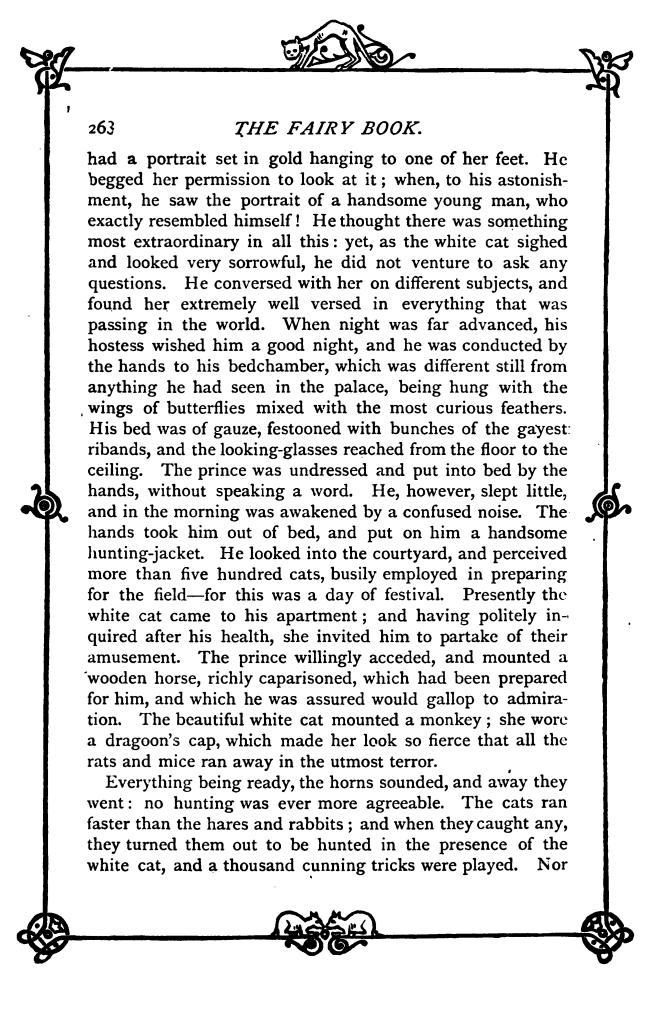 263 THE FAIRY BOOK.
had a portrait set in gold hanging to one of her feet. He
begged her permission to look at it; when, to his astonish-
ment, he saw the portrait of a handsome young man, who
exactly resembled himself! He thought there was something
most extraordinary in all this: yet, as the white cat sighed
and looked very sorrowful, he did not venture to ask any
questions. He conversed with her on different subjects, and
found her extremely well versed in everything that was
passing in the world. When night was far advanced, his
hostess wished him a good night, and he was conducted by
the hands to his bedchamber, which was different still from
anything he had seen in the palace, being hung with the
wings of butterflies mixed with the most curious feathers.
His bed was of gauze, festooned with bunches of the gayest
ribands, and the looking-glasses reached from the floor to the
ceiling. The prince was undressed and put into bed by the
hands, without speaking a word. He, however, slept little,
and in the morning was awakened by a confused noise. The
hands took him out of bed, and put on him a handsome
hunting-jacket. He looked into the courtyard, and perceived
more than five hundred cats, busily employed in preparing
for the field—for this was a day of festival. Presently the
white cat came to his apartment; and having politely in-
quired after his health, she invited him to partake of their
amusement. The prince willingly acceded, and mounted a
wooden horse, richly caparisoned, which had been prepared
for him, and which he was assured would gallop to admira-
tion. The beautiful white cat mounted a monkey; she wore
a dragoon's cap, which made her look so fierce that all the
rats and mice ran away in the utmost terror.
Everything being ready, the horns sounded, and away they
went: no hunting was ever more agreeable. The cats ran
faster than the hares and rabbits; and when they caught any,
they turned them out to be hunted in the presence of the
white cat, and a thousand cunning tricks were played. Nor